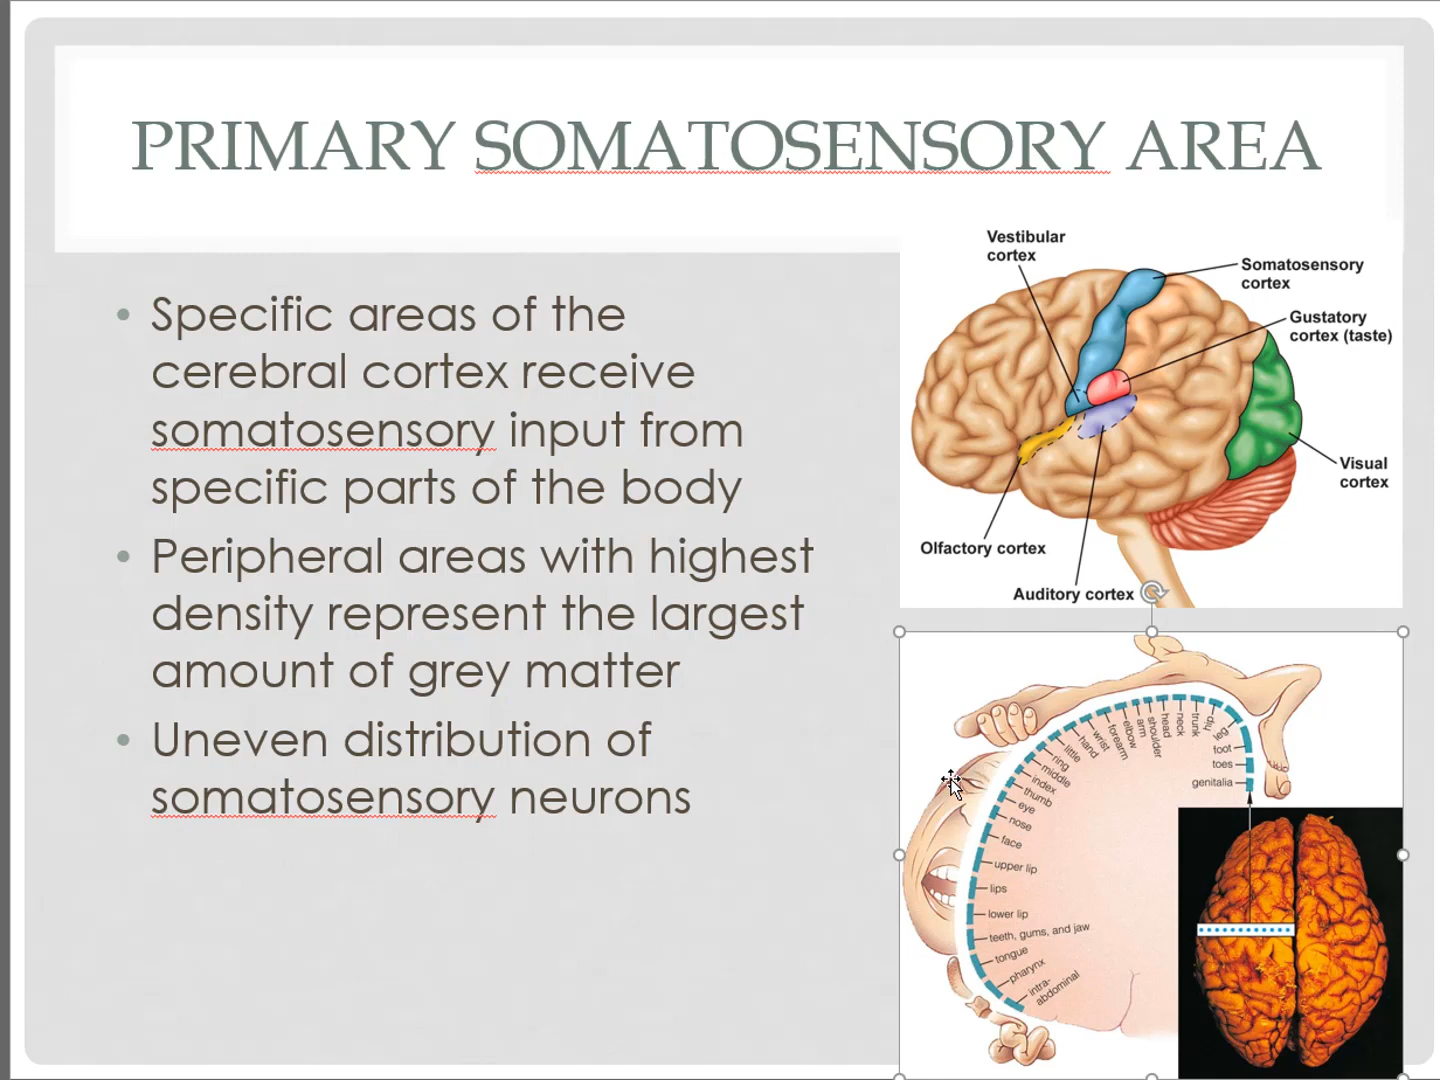 PRIMARY SOMATOSENSORY AREA
• Specific areas of the
cerebral cortex receive
somatosensory input from
specific parts of the body
• Peripheral areas with highest
density represent the largest
amount of grey matter
• Uneven distribution of
somatosensory neurons
Vestibular
cortex
Somatosensory
cortex
Gustatory
cortex (taste)
Visual
cortex
Olfactory cortex
Auditory cortex
genitalia
toes
foot
leg
hip
trunk
neck
head
shoulder
arm
elbow
forearm
wrist
hand
little
ring
middle
index
thumb
eye
nose
face
upper lip
lips
lower lip
teeth, gums, and jaw
tongue
pharynx
intra-
abdominal